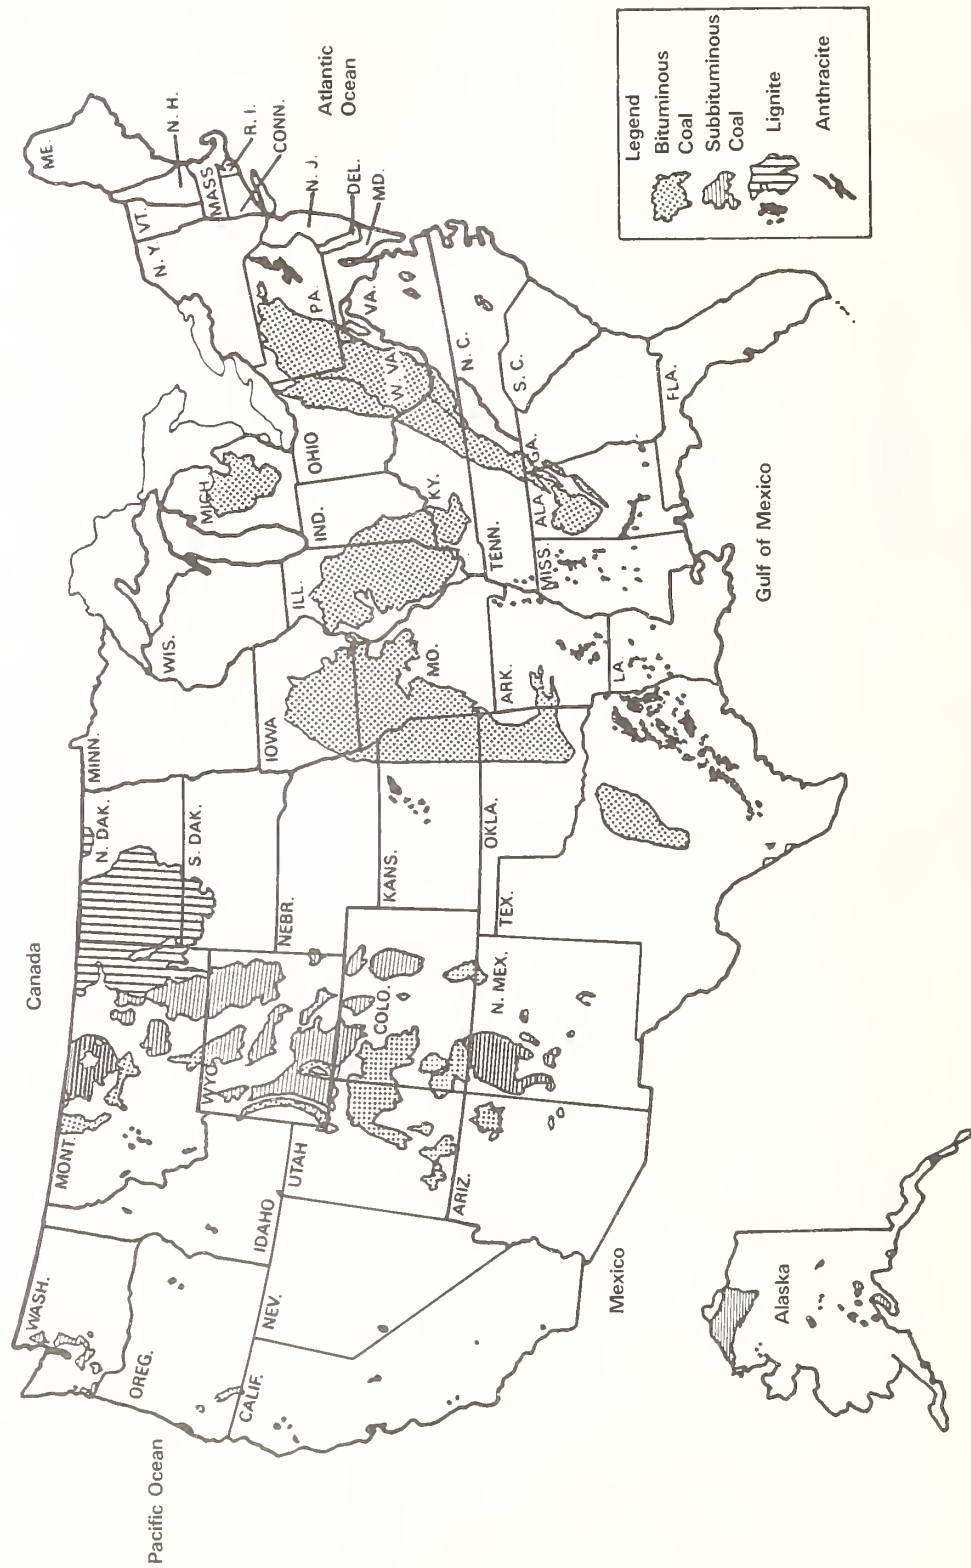 Canada
Pacific Ocean
Atlantic
Ocean
Gulf of Mexico
Mexico
Alaska
WASH.
OREG.
CALIF.
NEV.
IDAHO
MONT.
WYO.
UTAH
ARIZ.
COLO.
N. MEX.
N. DAK.
S. DAK.
NEBR.
KANS.
OKLA.
TEX.
MINN.
IOWA
MO.
ARK.
LA.
WIS.
ILL.
MICH.
IND.
OHIO
KY.
TENN.
MISS.
ALA.
GA.
FLA.
S. C.
N. C.
VA.
W. VA.
PA.
N. Y.
VT.
ME.
N. H.
MASS.
R. I.
CONN.
N. J.
DEL.
MD.
Legend
Bituminous
Coal
Subbituminous
Coal
Lignite
Anthracite